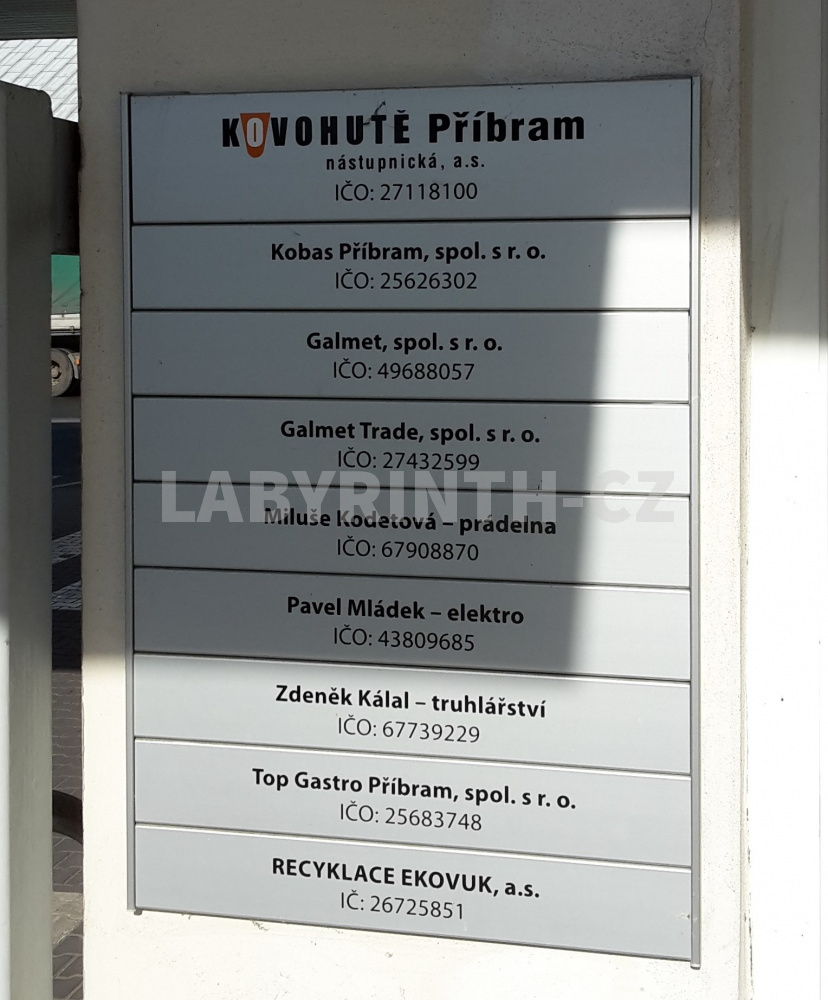 KOVOHUTĚ Příbram
nástupnická, a.s.
IČO: 27118100
Kobas Příbram, spol. s r. o.
IČO: 25626302
Galmet, spol. s r. o.
IČO: 49688057
Galmet Trade, spol. s r. o.
IČO: 27432599
LABYRINTH-CZ
Miluše Kodetová – prádelna
IČO: 67908870
Pavel Mládek – elektro
IČO: 43809685
Zdeněk Kálal – truhlářství
IČO: 67739229
Top Gastro Příbram, spol. s r. o.
IČO: 25683748
RECYKLACE EKOVUK, a.s.
IČ: 26725851